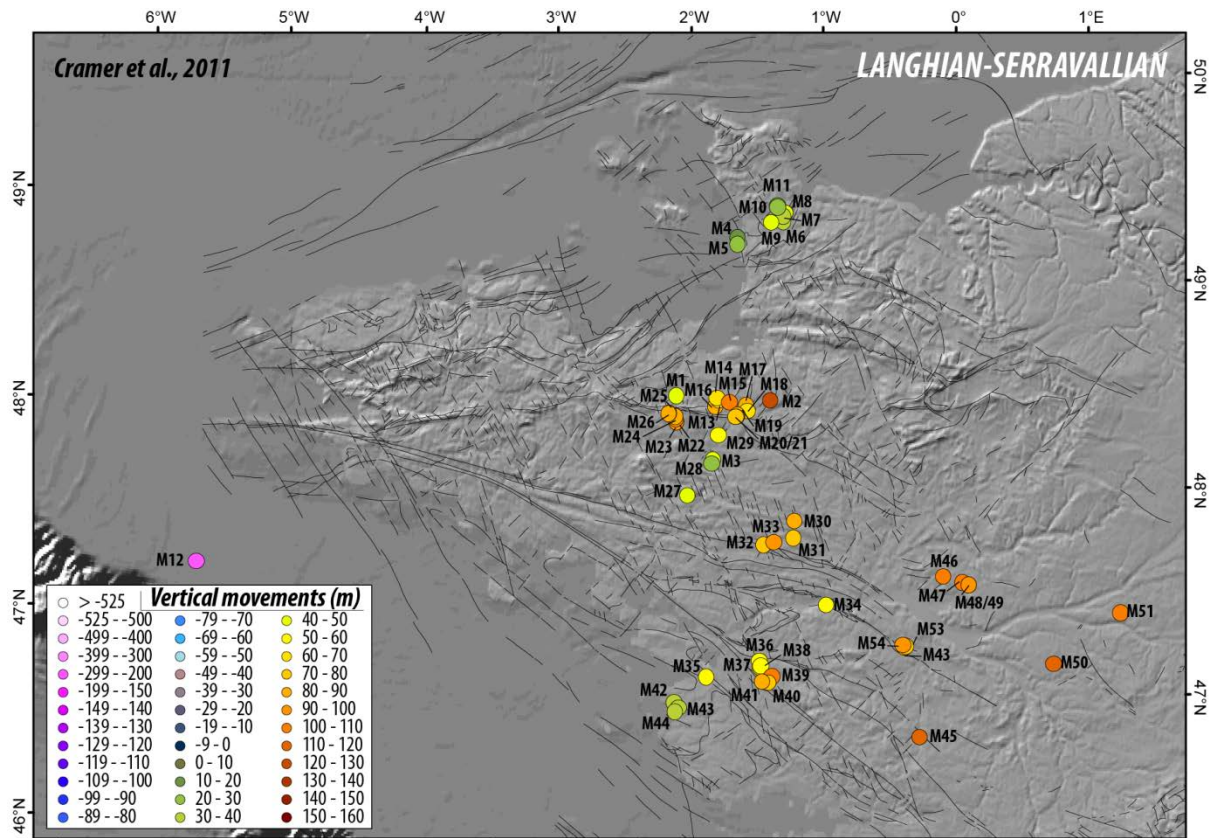 6°W 5°W 4°W 3°W 2°W 1°W 0° 1°E
Cramer et al., 2011
LANGHIAN-SERRAVALLIAN
50°N
49°N
49°N
48°N
48°N
47°N
47°N
46°N
M11
M10
M8
M7
M4
M9
M6
M5
M14
M17
M1
M16
M15
M18
M25
M2
M26
M13
M19
M24
M20/21
M23
M22
M29
M28
M3
M27
M33
M30
M32
M31
M12
M46
M47
M48/49
M34
M51
M53
M54
M43
M36
M38
M35
M37
M39
M50
M41
M40
M42
M43
M44
M45
Vertical movements (m)
> -525
-525 - -500
-499 - -400
-399 - -300
-299 - -200
-199 - -150
-149 - -140
-139 - -130
-129 - -120
-119 - -110
-109 - -100
-99 - -90
-89 - -80
-79 - -70
-69 - -60
-59 - -50
-49 - -40
-39 - -30
-29 - -20
-19 - -10
-9 - 0
0 - 10
10 - 20
20 - 30
30 - 40
40 - 50
50 - 60
60 - 70
70 - 80
80 - 90
90 - 100
100 - 110
110 - 120
120 - 130
130 - 140
140 - 150
150 - 160